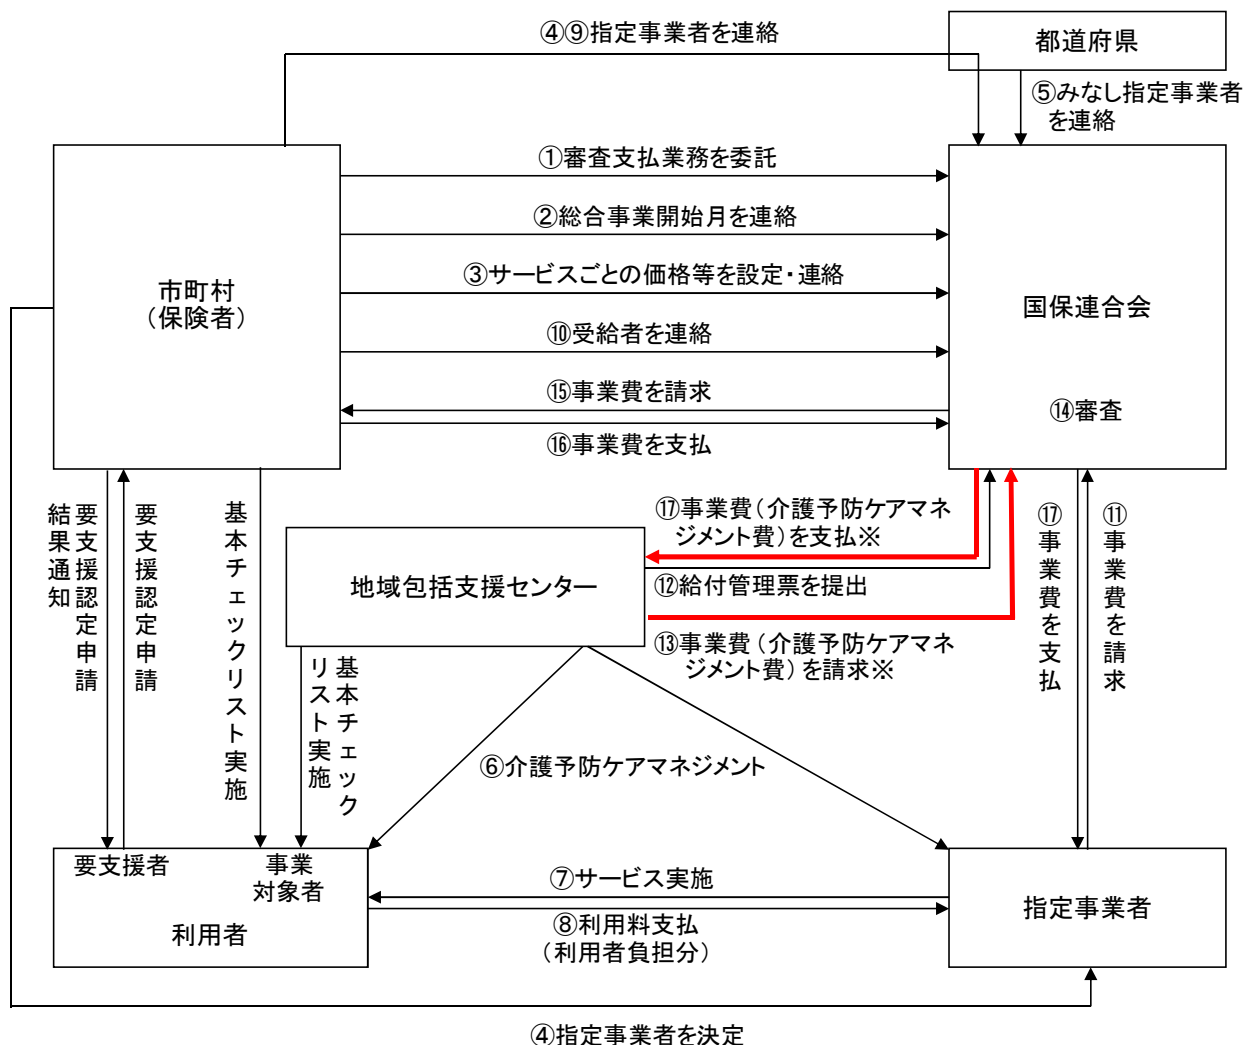 ④⑨指定事業者を連絡
都道府県
⑤みなし指定事業者
を連絡
①審査支払業務を委託
②総合事業開始月を連絡
③サービスごとの価格等を設定・連絡
市町村
（保険者）
国保連合会
⑩受給者を連絡
⑮事業費を請求
⑭審査
⑯事業費を支払
要支援認定申請
結果通知
要支援認定申請
基本チェックリスト実施
⑰事業費（介護予防ケアマネ
ジメント費）を支払※
地域包括支援センター
⑫給付管理票を提出
⑬事業費（介護予防ケアマネ
ジメント費）を請求※
⑰事業費を支払
⑪事業費を請求
基本チェック
リスト実施
⑥介護予防ケアマネジメント
要支援者
事業
対象者
利用者
⑦サービス実施
⑧利用料支払
（利用者負担分）
指定事業者
④指定事業者を決定